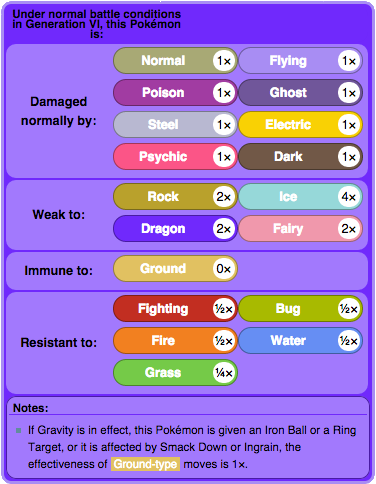 Under normal battle conditions
in Generation VI, this Pokémon
is:
Damaged
normally by:
Normal 1× Flying 1×
Poison 1× Ghost 1×
Steel 1× Electric 1×
Psychic 1× Dark 1×
Weak to:
Rock 2× Ice 4×
Dragon 2× Fairy 2×
Immune to:
Ground 0×
Resistant to:
Fighting ½× Bug ½×
Fire ½× Water ½×
Grass ¼×
Notes:
If Gravity is in effect, this Pokémon is given an Iron Ball or a Ring
Target, or it is affected by Smack Down or Ingrain, the
effectiveness of Ground-type moves is 1×.